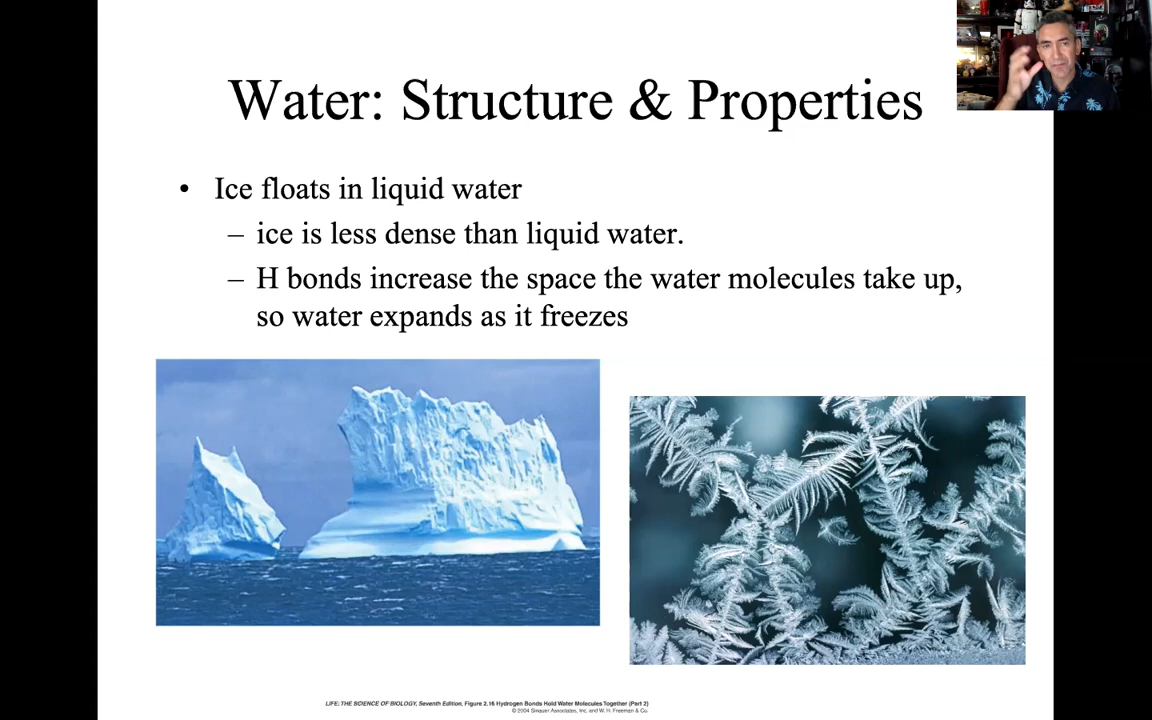 Water: Structure & Properties
• Ice floats in liquid water
– ice is less dense than liquid water.
– H bonds increase the space the water molecules take up,
so water expands as it freezes
LIFE: THE SCIENCE OF BIOLOGY, Seventh Edition, Figure 2.16 Hydrogen Bonds Hold Water Molecules Together (Part 2)
© 2004 Sinauer Associates, Inc. and W. H. Freeman & Co.